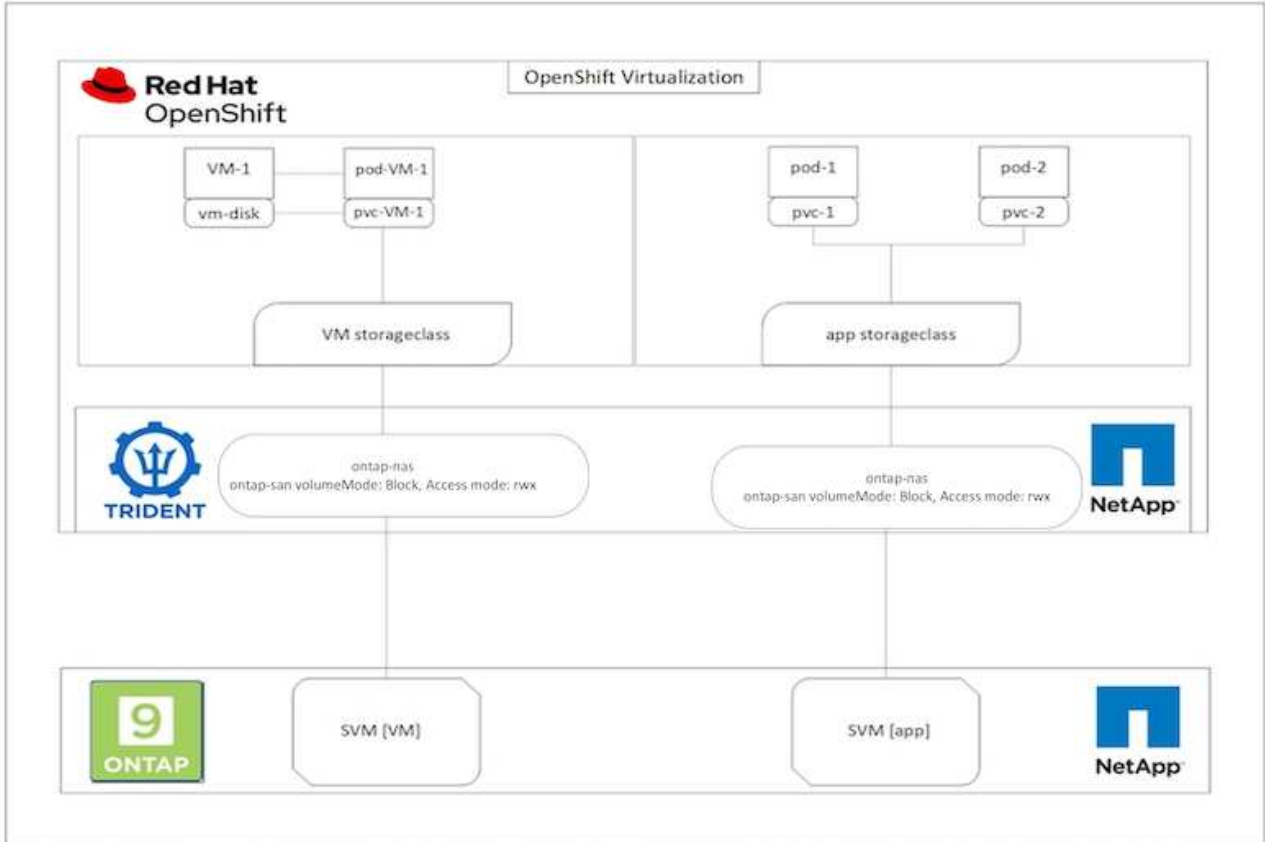 Red Hat
OpenShift
OpenShift Virtualization
VM-1
pod-VM-1
vm-disk
pvc-VM-1
pod-1
pod-2
pvc-1
pvc-2
VM storageclass
app storageclass
TRIDENT
ontap-nas
ontap-san volumeMode: Block, Access mode: rwx
ontap-nas
ontap-san volumeMode: Block, Access mode: rwx
NetApp
9
ONTAP
SVM [VM]
SVM [app]
NetApp